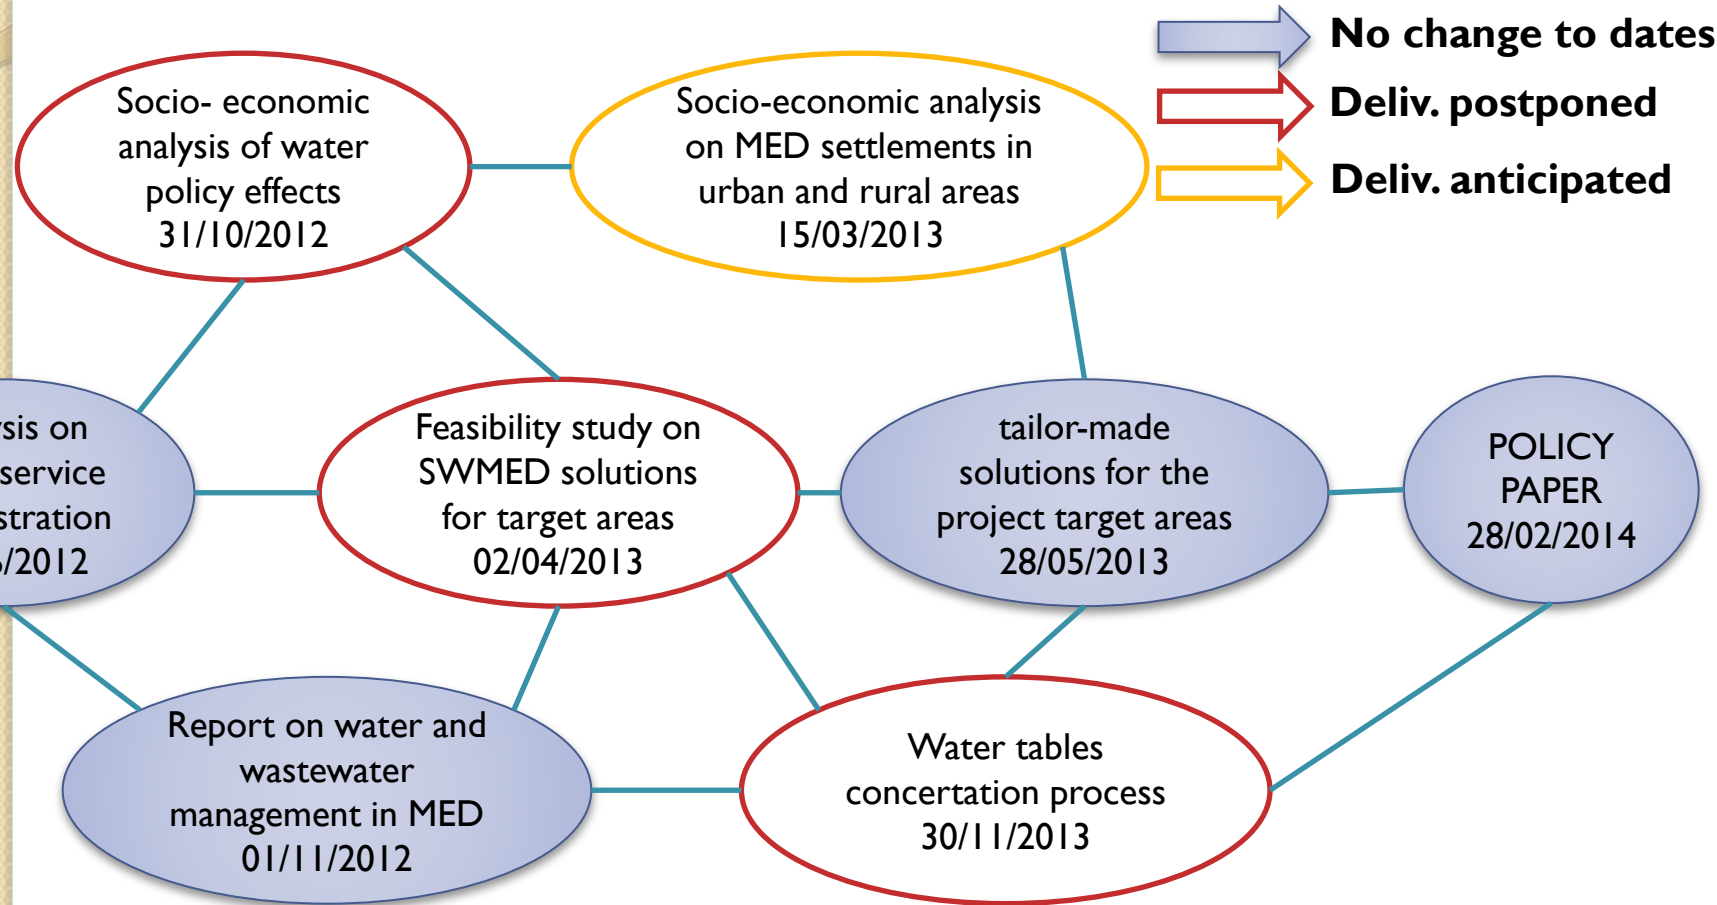 No change to dates
Deliv. postponed
Deliv. anticipated
Socio- economic
analysis of water
policy effects
31/10/2012
Socio-economic analysis
on MED settlements in
urban and rural areas
15/03/2013
on
service
/2012
Feasibility study on
SWMED solutions
for target areas
02/04/2013
tailor-made
solutions for the
project target areas
28/05/2013
POLICY
PAPER
28/02/2014
Report on water and
wastewater
management in MED
01/11/2012
Water tables
concertation process
30/11/2013